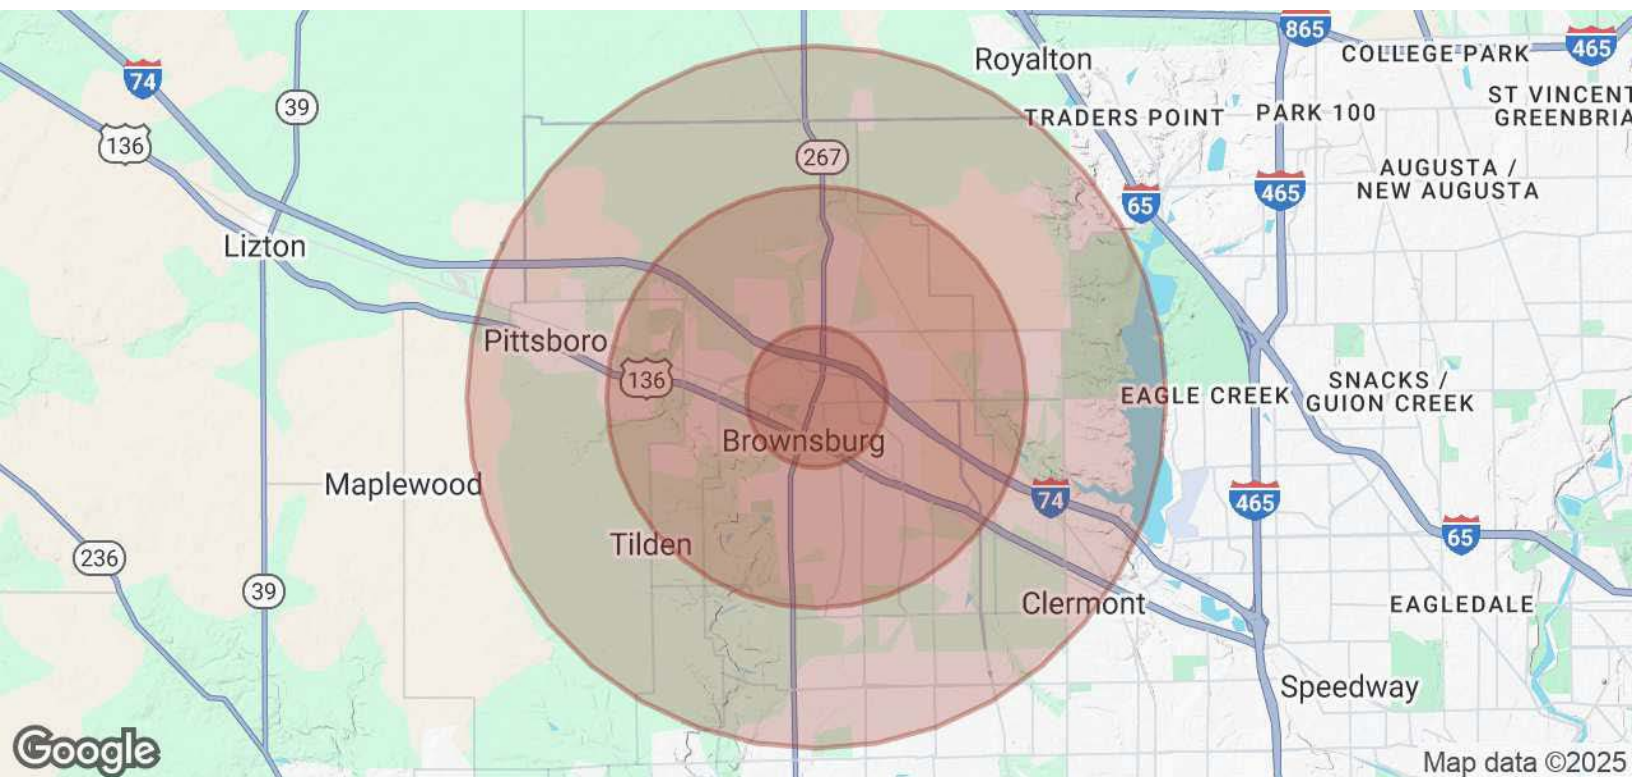 865
Royalton
COLLEGE PARK
465
74
39
ST VINCENT
GREENBRIA
TRADERS POINT
PARK 100
136
267
AUGUSTA /
NEW AUGUSTA
465
65
Lizton
Pittsboro
136
EAGLE CREEK
SNACKS /
GUION CREEK
Brownsburg
Maplewood
74
465
65
Tilden
236
39
Clermont
EAGLEDALE
Speedway
Google
Map data ©2025